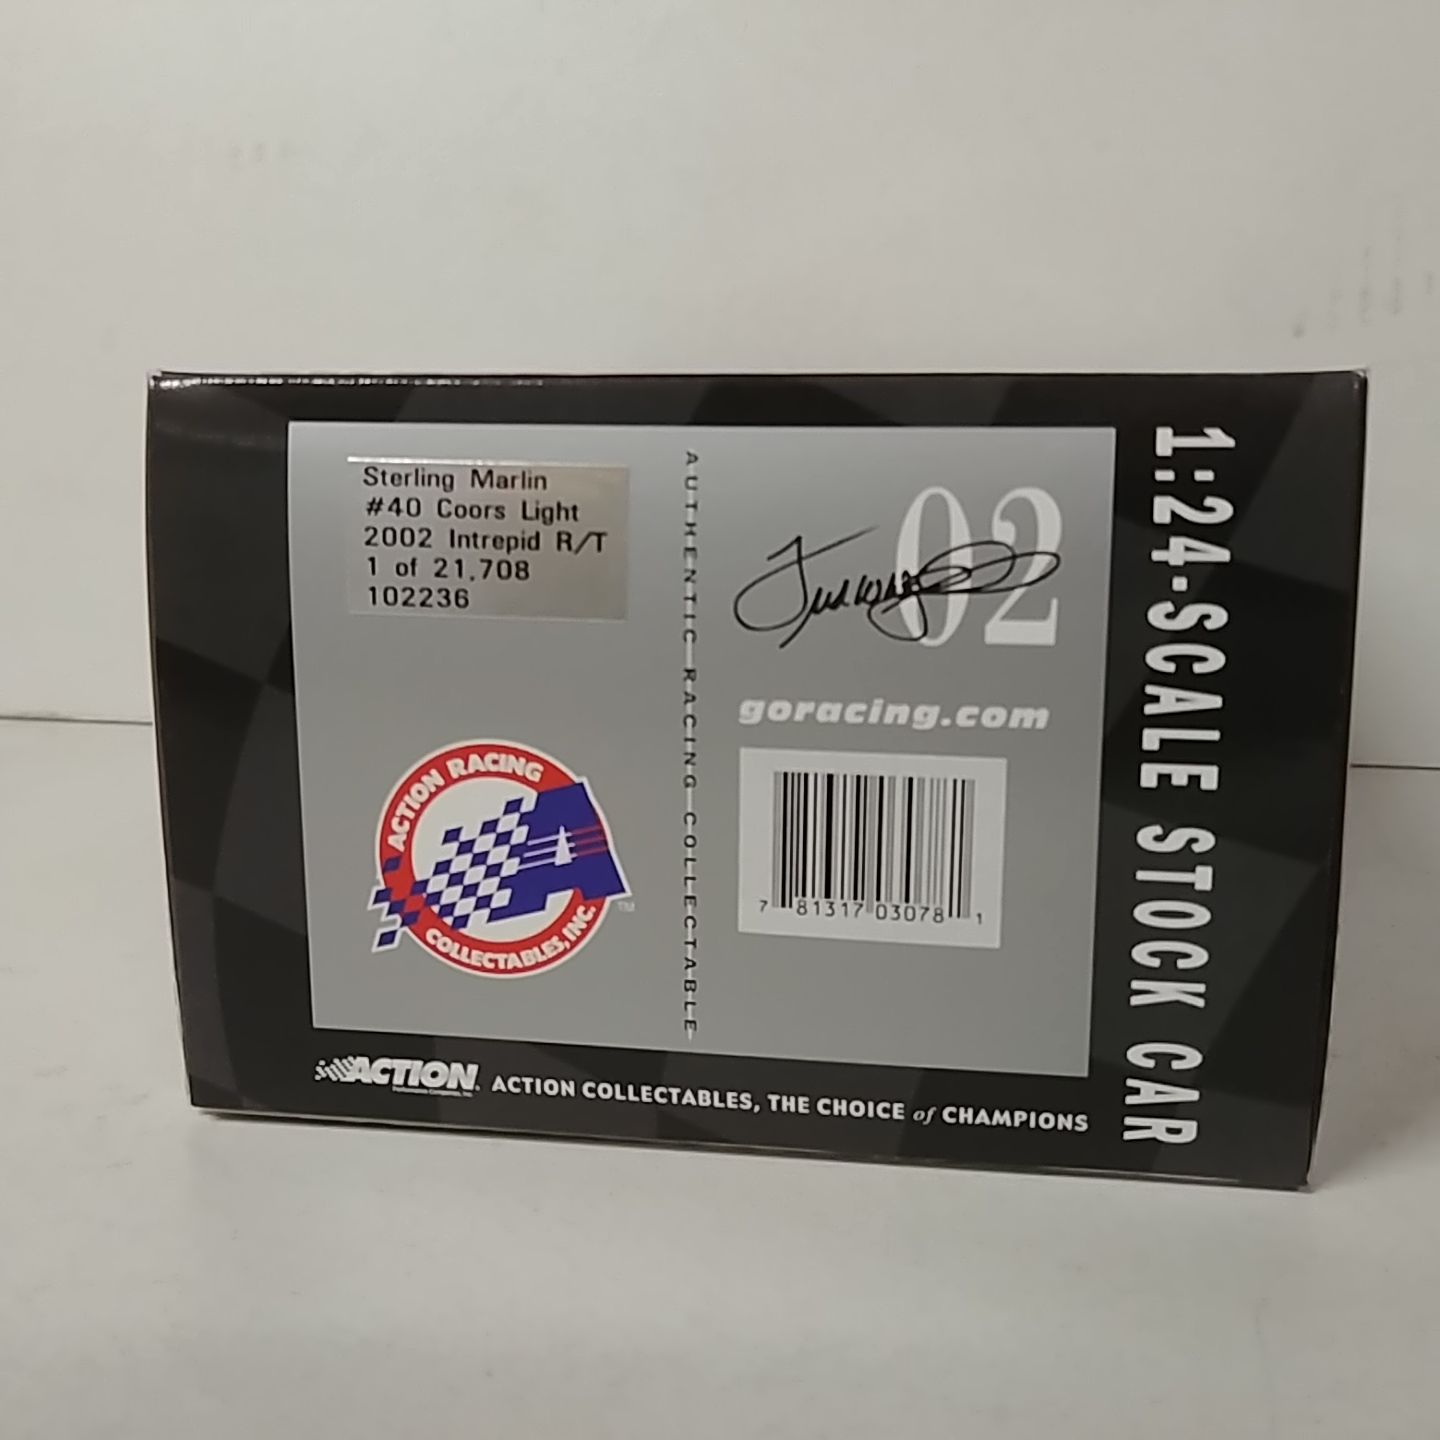 Sterling Marlin
#40 Coors Light
2002 Intrepid R/T
1 of 21,708
102236
ACTION RACING
COLLECTABLES, INC.
TM
AUTHENTIC RACING COLLECTABLE
02
goracing.com
7 81317 03078 1
1:24-SCALE STOCK CAR
ACTION
ACTION COLLECTABLES, THE CHOICE of CHAMPIONS